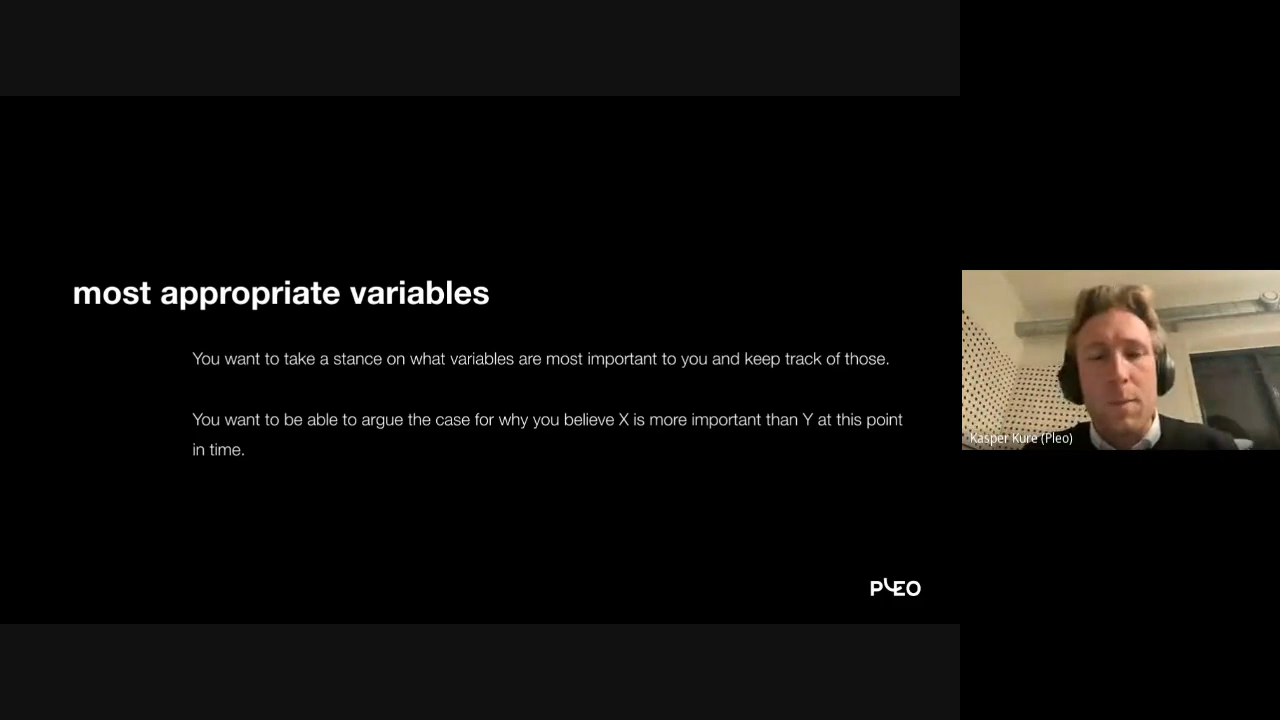 most appropriate variables
You want to take a stance on what variables are most important to you and keep track of those.
You want to be able to argue the case for why you believe X is more important than Y at this point
in time.
Kasper Kure (Pleo)
PLEO